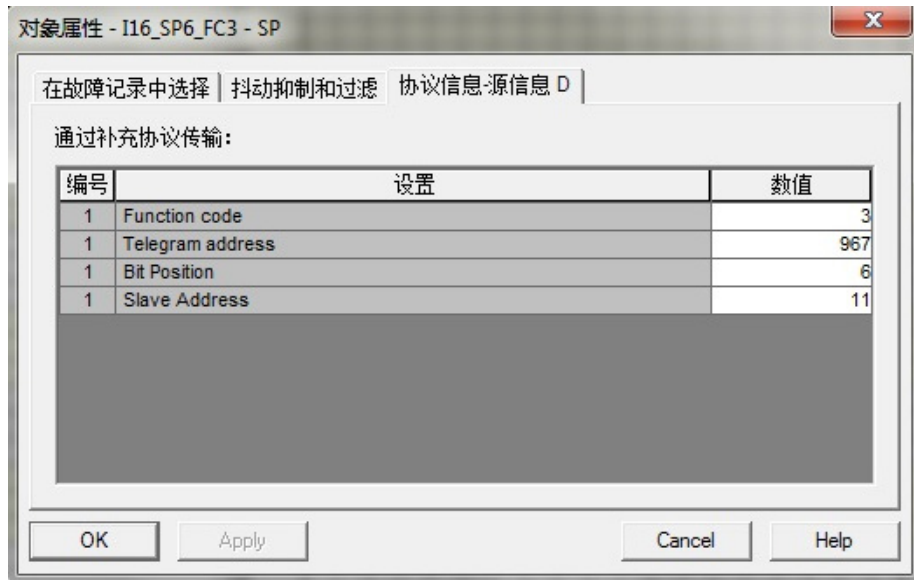 对象属性 - I16_SP6_FC3 - SP
在故障记录中选择 抖动抑制和过滤 协议信息-源信息 D
通过补充协议传输:
编号 设置 数值
1 Function code 3
1 Telegram address 967
1 Bit Position 6
1 Slave Address 11
OK Apply Cancel Help